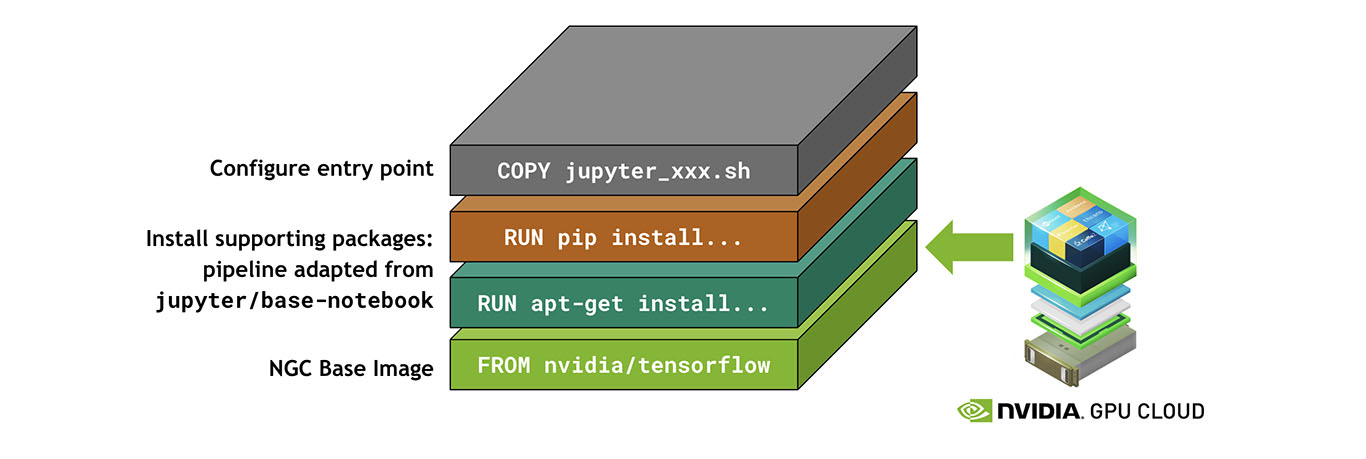 Configure entry point
COPY jupyter_xxx.sh
Install supporting packages:
pipeline adapted from
jupyter/base-notebook
RUN pip install...
RUN apt-get install...
NGC Base Image
FROM nvidia/tensorflow
Caffe2
NVIDIA. GPU CLOUD